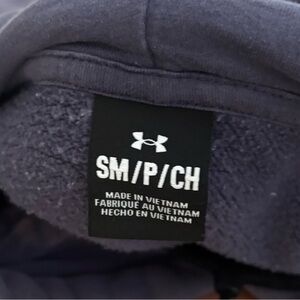 SM/P/CH
MADE IN VIETNAM
FABRIQUÉ AU VIETNAM
HECHO EN VIETNAM